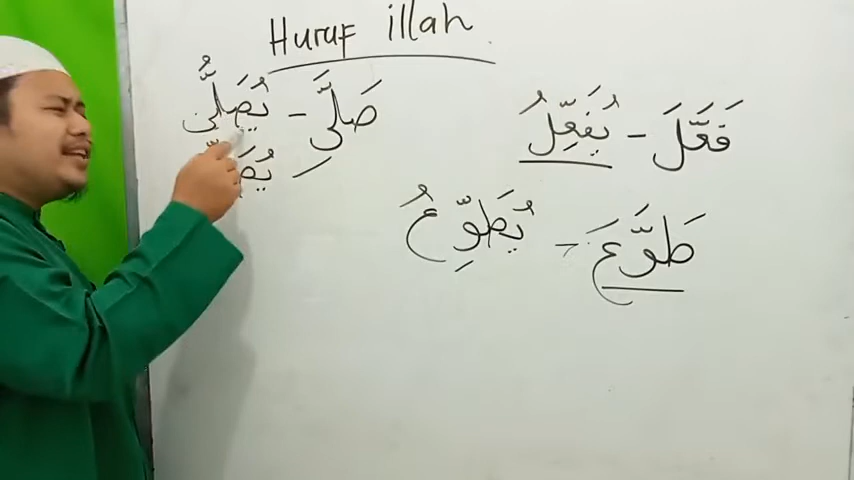 Huruf illah
فَعَّلَ - يُفَعِّلُ
صَلَّىَ - يُصَلِّىُ
طَوَّعَ - يُطَوِّعُ